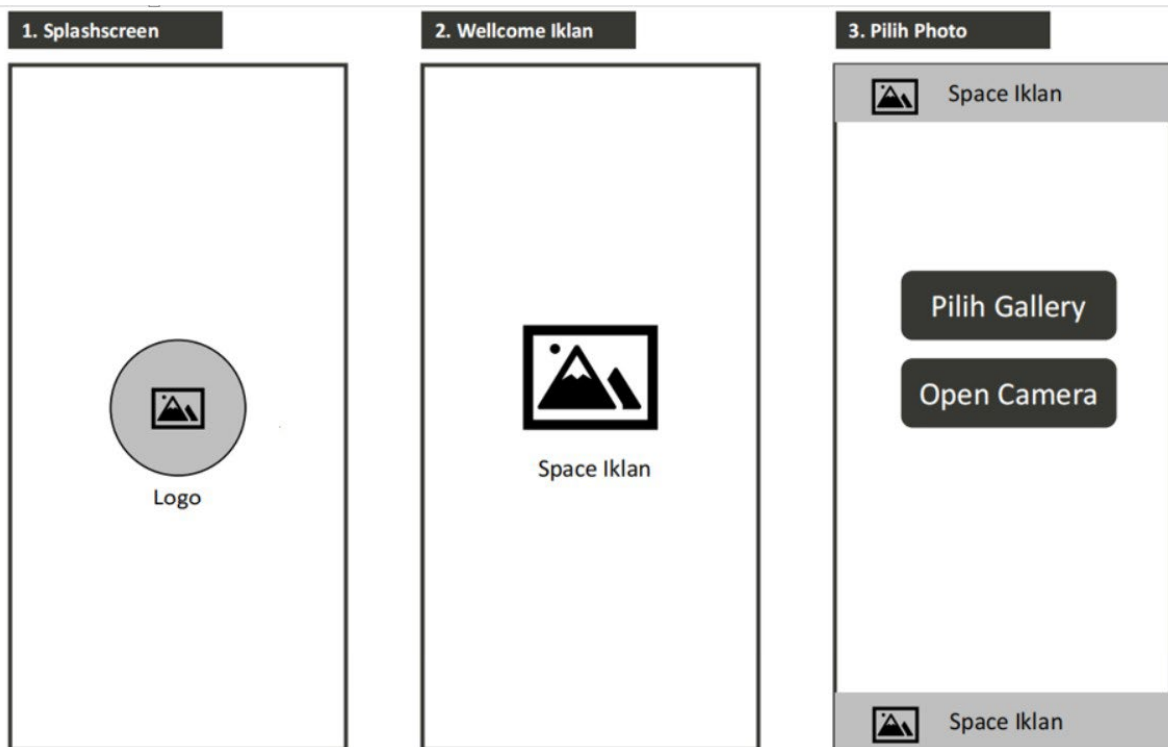 1. Splashscreen
2. Wellcome Iklan
3. Pilih Photo
Logo
Space Iklan
Space Iklan
Pilih Gallery
Open Camera
Space Iklan